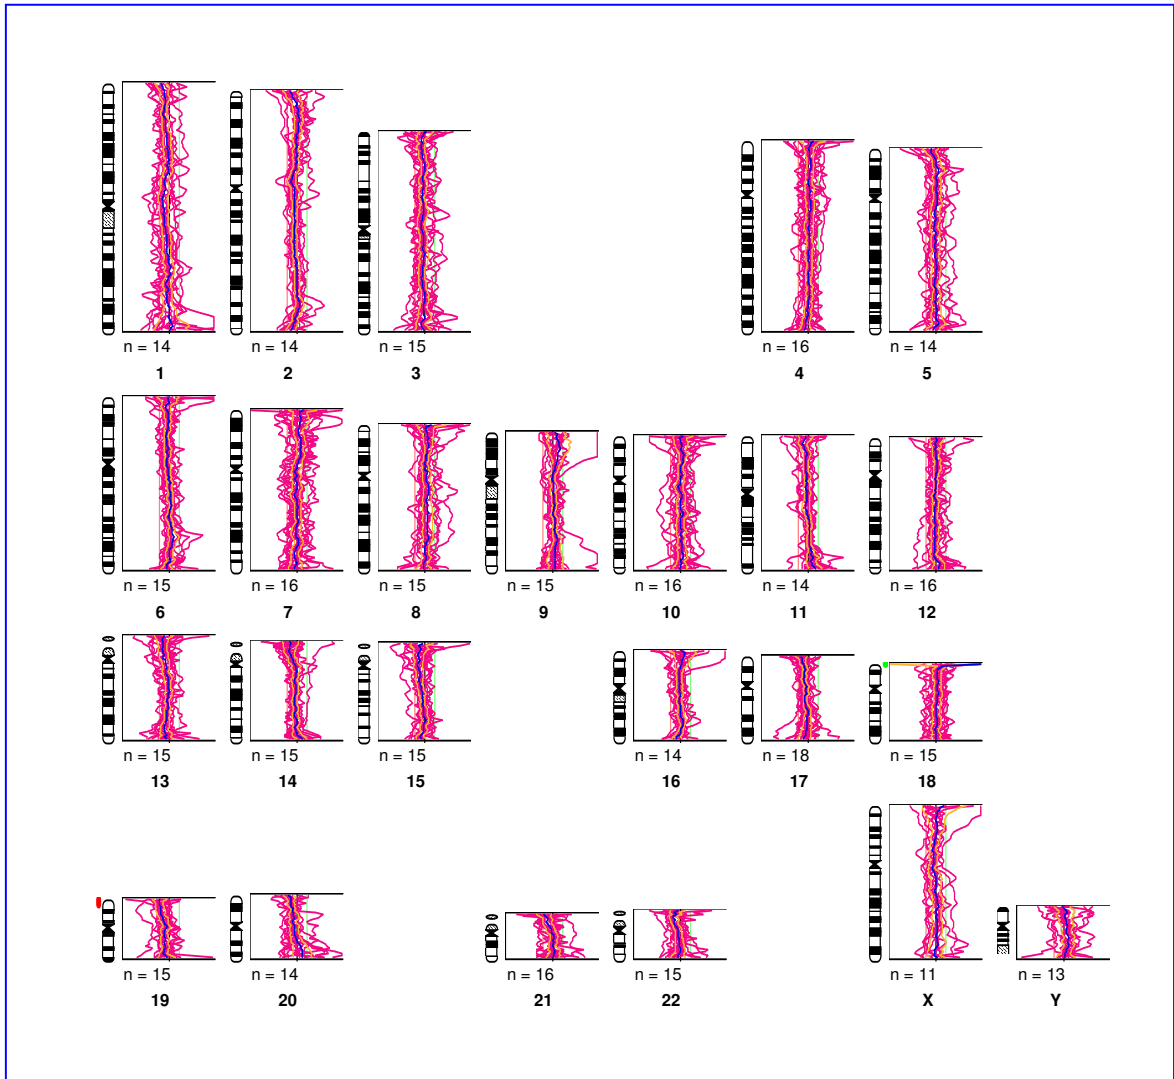 n = 14 n = 14 n = 15 n = 16 n = 14
1 2 3 4 5
n = 15 n = 16 n = 15 n = 15 n = 16 n = 14 n = 16
6 7 8 9 10 11 12
n = 15 n = 15 n = 15 n = 14 n = 18 n = 15
13 14 15 16 17 18
n = 15 n = 14 n = 16 n = 15 n = 11 n = 13
19 20 21 22 X Y